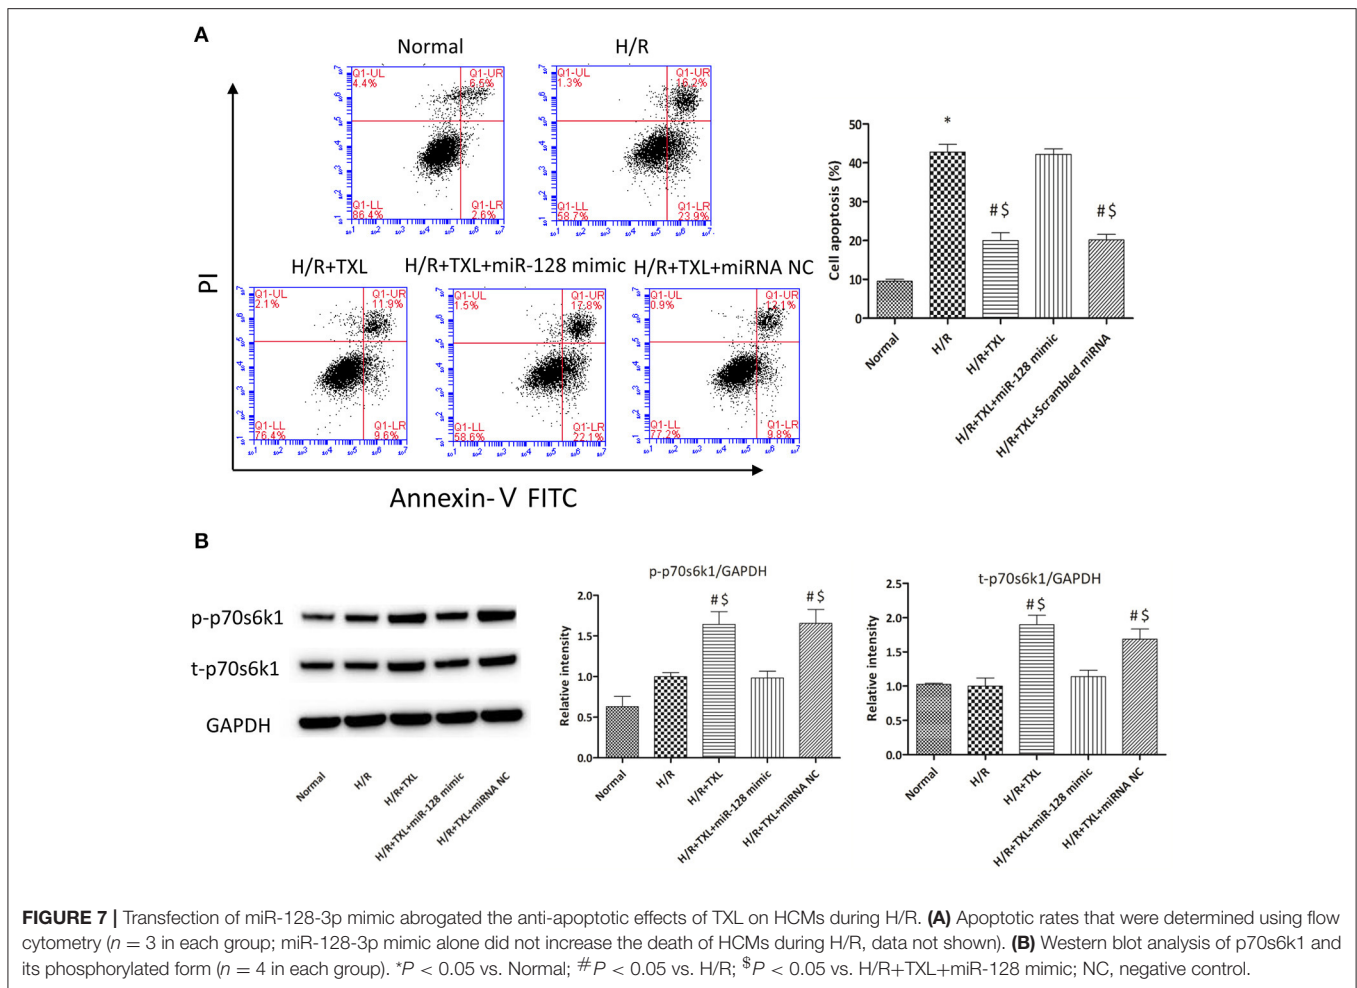 A
Normal
H/R
Q1-UL
4.4%
Q1-UR
6.5%
Q1-LL
86.4%
Q1-LR
2.6%
Q1-UL
1.3%
Q1-UR
16.2%
Q1-LL
58.7%
Q1-LR
23.9%
H/R+TXL
H/R+TXL+miR-128 mimic
H/R+TXL+miRNA NC
Q1-UL
2.1%
Q1-UR
11.9%
Q1-LL
76.4%
Q1-LR
9.6%
Q1-UL
1.5%
Q1-UR
17.8%
Q1-LL
58.6%
Q1-LR
22.1%
Q1-UL
0.9%
Q1-UR
12.1%
Q1-LL
77.2%
Q1-LR
9.8%
PI
Annexin-V FITC
Cell apoptosis (%)
50
40
30
20
10
0
*
#$
#$
Normal
H/R
H/R+TXL
H/R+TXL+miR-128 mimic
H/R+TXL+Scrambled miRNA
B
p-p70s6k1
t-p70s6k1
GAPDH
Normal
H/R
H/R+TXL
H/R+TXL+miR-128 mimic
H/R+TXL+miRNA NC
p-p70s6k1/GAPDH
Relative intensity
2.0
1.5
1.0
0.5
0.0
#$
#$
Normal
H/R
H/R+TXL
H/R+TXL+miR-128 mimic
H/R+TXL+miRNA NC
t-p70s6k1/GAPDH
Relative intensity
2.5
2.0
1.5
1.0
0.5
0.0
#$
#$
Normal
H/R
H/R+TXL
H/R+TXL+miR-128 mimic
H/R+TXL+miRNA NC
FIGURE 7 | Transfection of miR-128-3p mimic abrogated the anti-apoptotic effects of TXL on HCMs during H/R. (A) Apoptotic rates that were determined using flow
cytometry (n = 3 in each group; miR-128-3p mimic alone did not increase the death of HCMs during H/R, data not shown). (B) Western blot analysis of p70s6k1 and
its phosphorylated form (n = 4 in each group). *P < 0.05 vs. Normal; #P < 0.05 vs. H/R; $P < 0.05 vs. H/R+TXL+miR-128 mimic; NC, negative control.